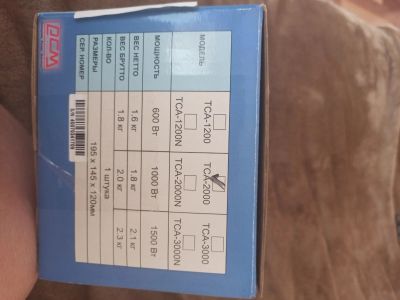 МОДЕЛЬ TCA-1200 TCA-2000 TCA-3000
TCA-1200N TCA-2000N TCA-3000N
МОЩНОСТЬ 600 Вт 1000 Вт 1500 Вт
ВЕС НЕТТО 1.6 кг 1.8 кг 2.1 кг
ВЕС БРУТТО 1.8 кг 2.0 кг 2.3 кг
КОЛ-ВО 1 штука
РАЗМЕРЫ 195 x 145 x 120мм
СЕР. НОМЕР S/N